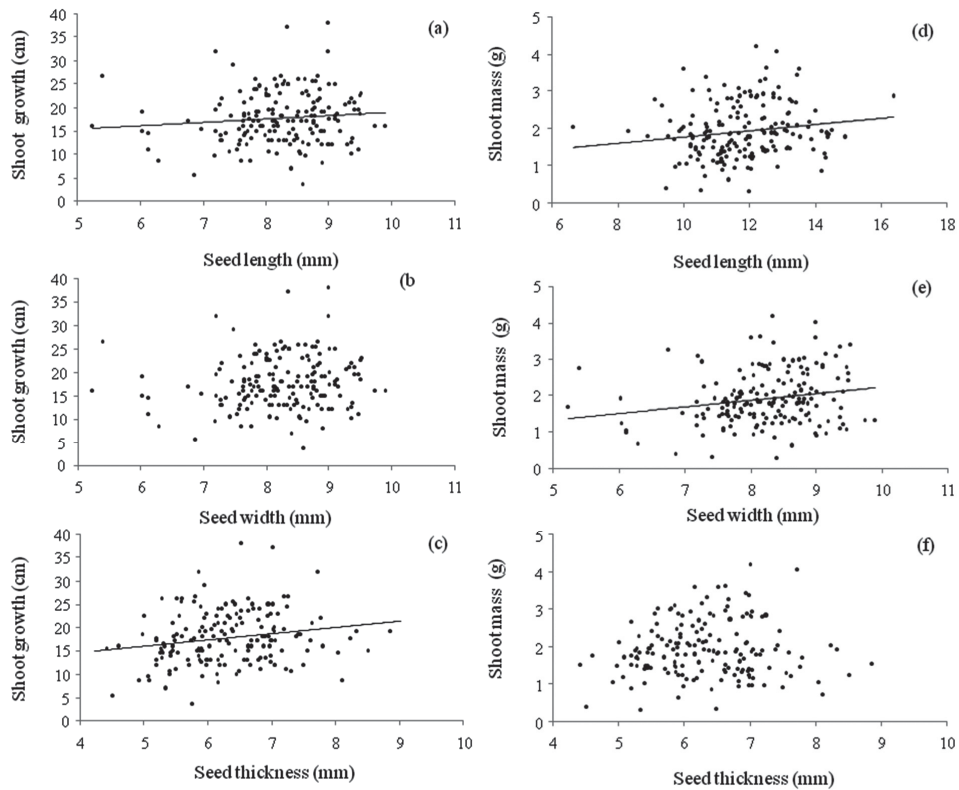 (a)
Shoot growth (cm)
40
35
30
25
20
15
10
5
0
5 6 7 8 9 10 11
Seed length (mm)
(d)
Shoot mass (g)
5
4
3
2
1
0
6 8 10 12 14 16 18
Seed length (mm)
(b
Shoot growth (cm)
40
35
30
25
20
15
10
5
0
5 6 7 8 9 10 11
Seed width (mm)
(e)
Shoot mass (g)
5
4
3
2
1
0
5 6 7 8 9 10 11
Seed width (mm)
(c)
Shoot growth (cm)
40
35
30
25
20
15
10
5
0
4 5 6 7 8 9 10
Seed thickness (mm)
(f)
Shoot mass (g)
5
4
3
2
1
0
4 5 6 7 8 9 10
Seed thickness (mm)